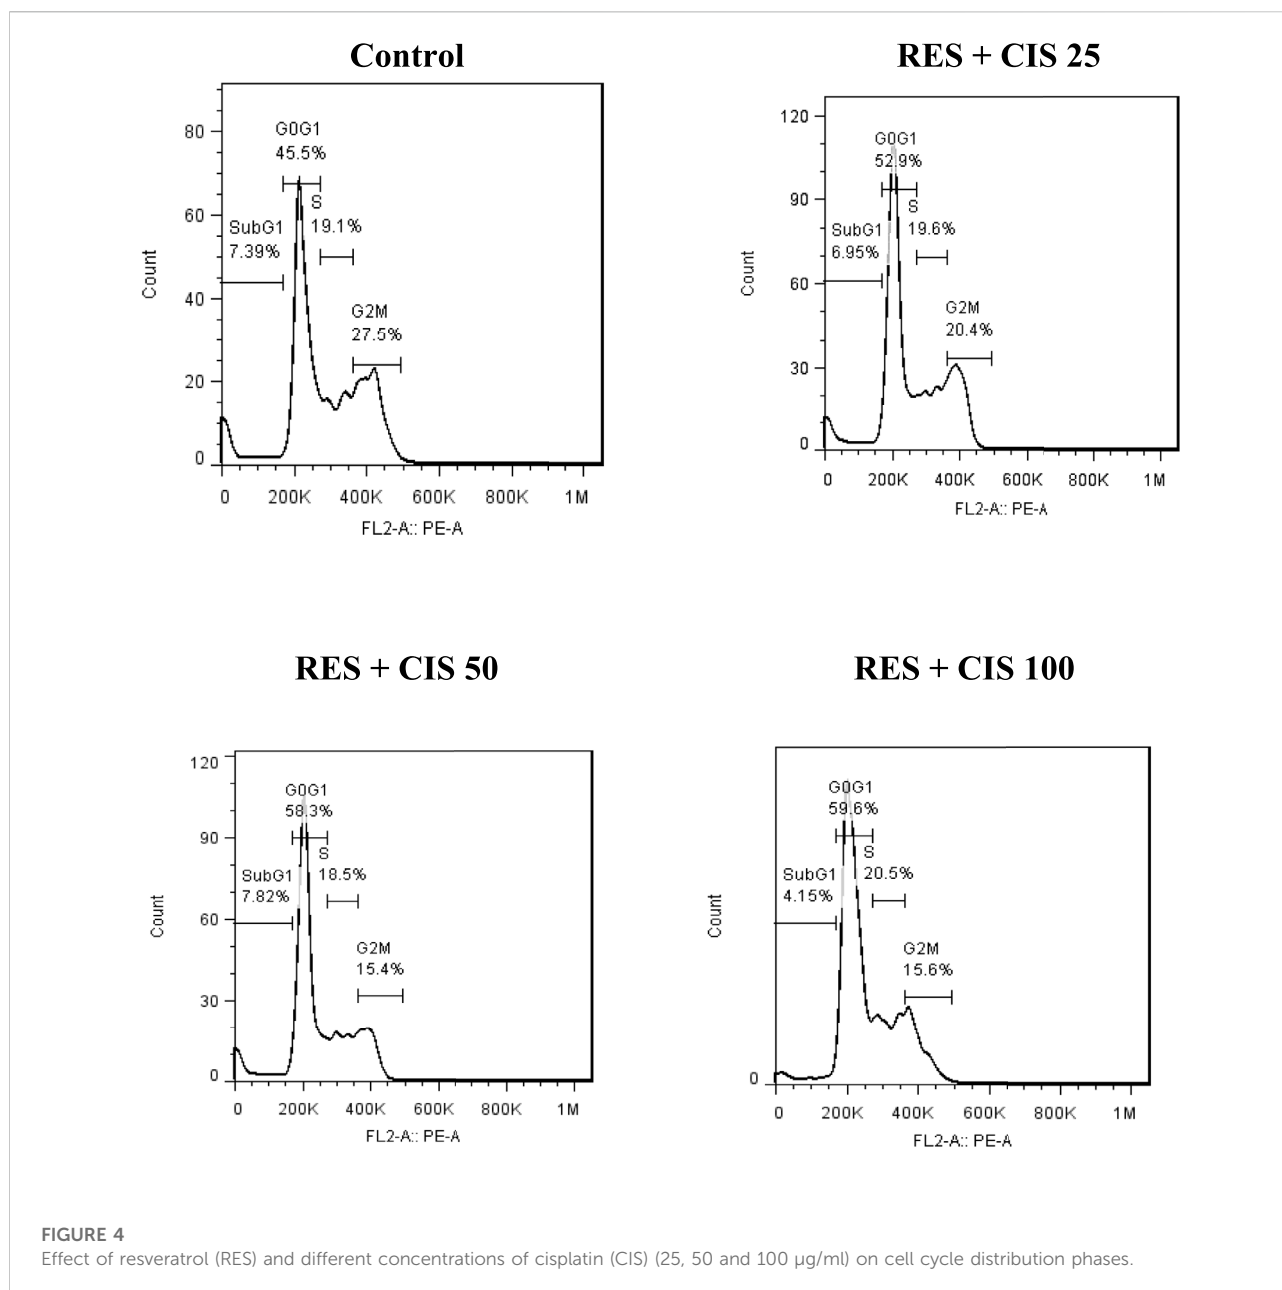 Control
80
60
40
20
0
Count
G0G1
45.5%
S
19.1%
SubG1
7.39%
G2M
27.5%
0 200K 400K 600K 800K 1M
FL2-A:: PE-A
RES + CIS 25
120
90
60
30
0
Count
G0G1
52.9%
S
19.6%
SubG1
6.95%
G2M
20.4%
0 200K 400K 600K 800K 1M
FL2-A:: PE-A
RES + CIS 50
120
90
60
30
0
Count
G0G1
58.3%
S
18.5%
SubG1
7.82%
G2M
15.4%
0 200K 400K 600K 800K 1M
FL2-A:: PE-A
RES + CIS 100
0
Count
G0G1
59.6%
S
20.5%
SubG1
4.15%
G2M
15.6%
0 200K 400K 600K 800K 1M
FL2-A:: PE-A
FIGURE 4
Effect of resveratrol (RES) and different concentrations of cisplatin (CIS) (25, 50 and 100 µg/ml) on cell cycle distribution phases.